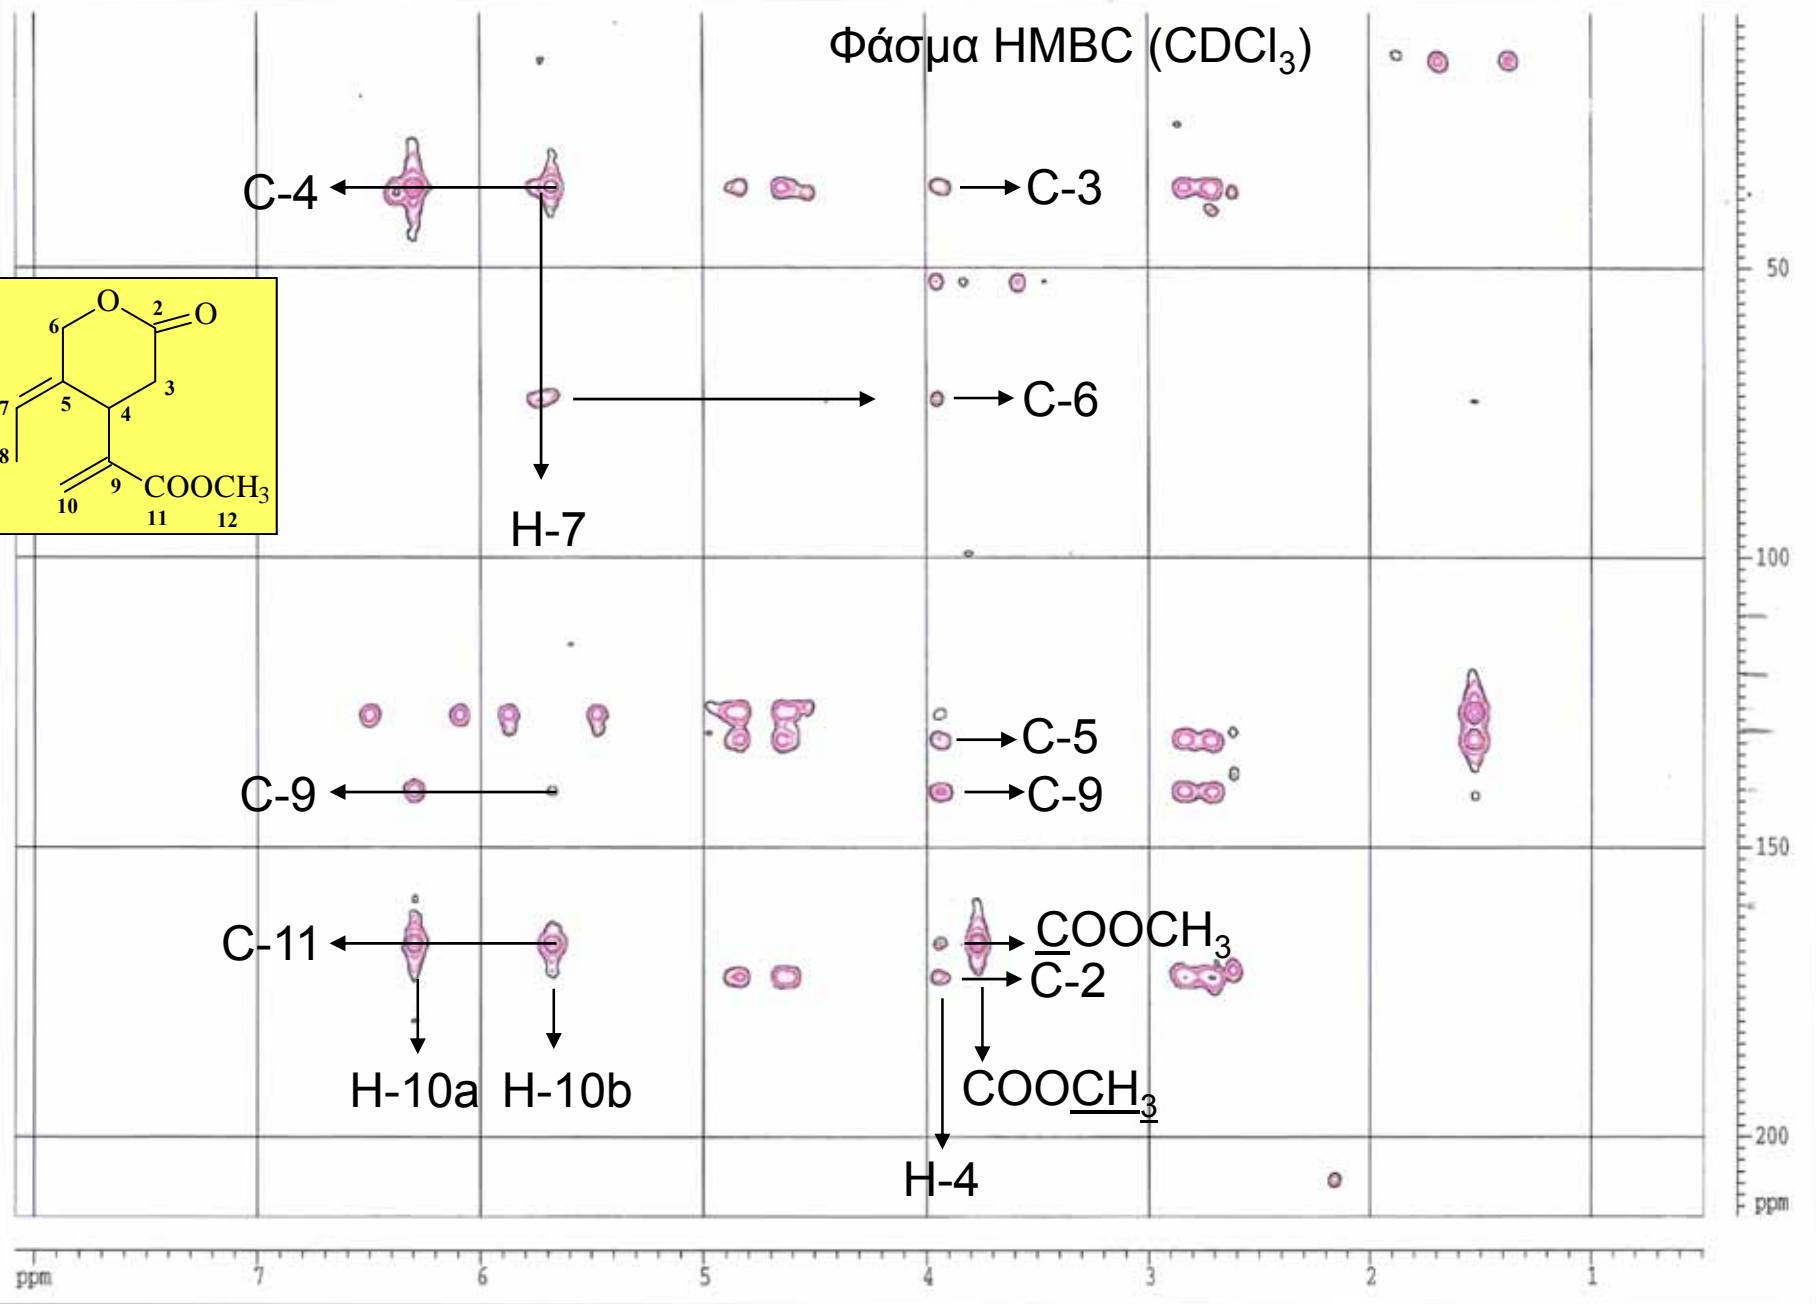 Φάσμα HMBC (CDCl3)
C-4
C-3
50
O
2
O
6
3
7
5
4
8
9
COOCH3
10
11
12
C-6
H-7
100
C-5
C-9
C-9
150
C-11
COOCH3
C-2
H-10a
H-10b
COOCH3
200
H-4
ppm
ppm
7
6
5
4
3
2
1